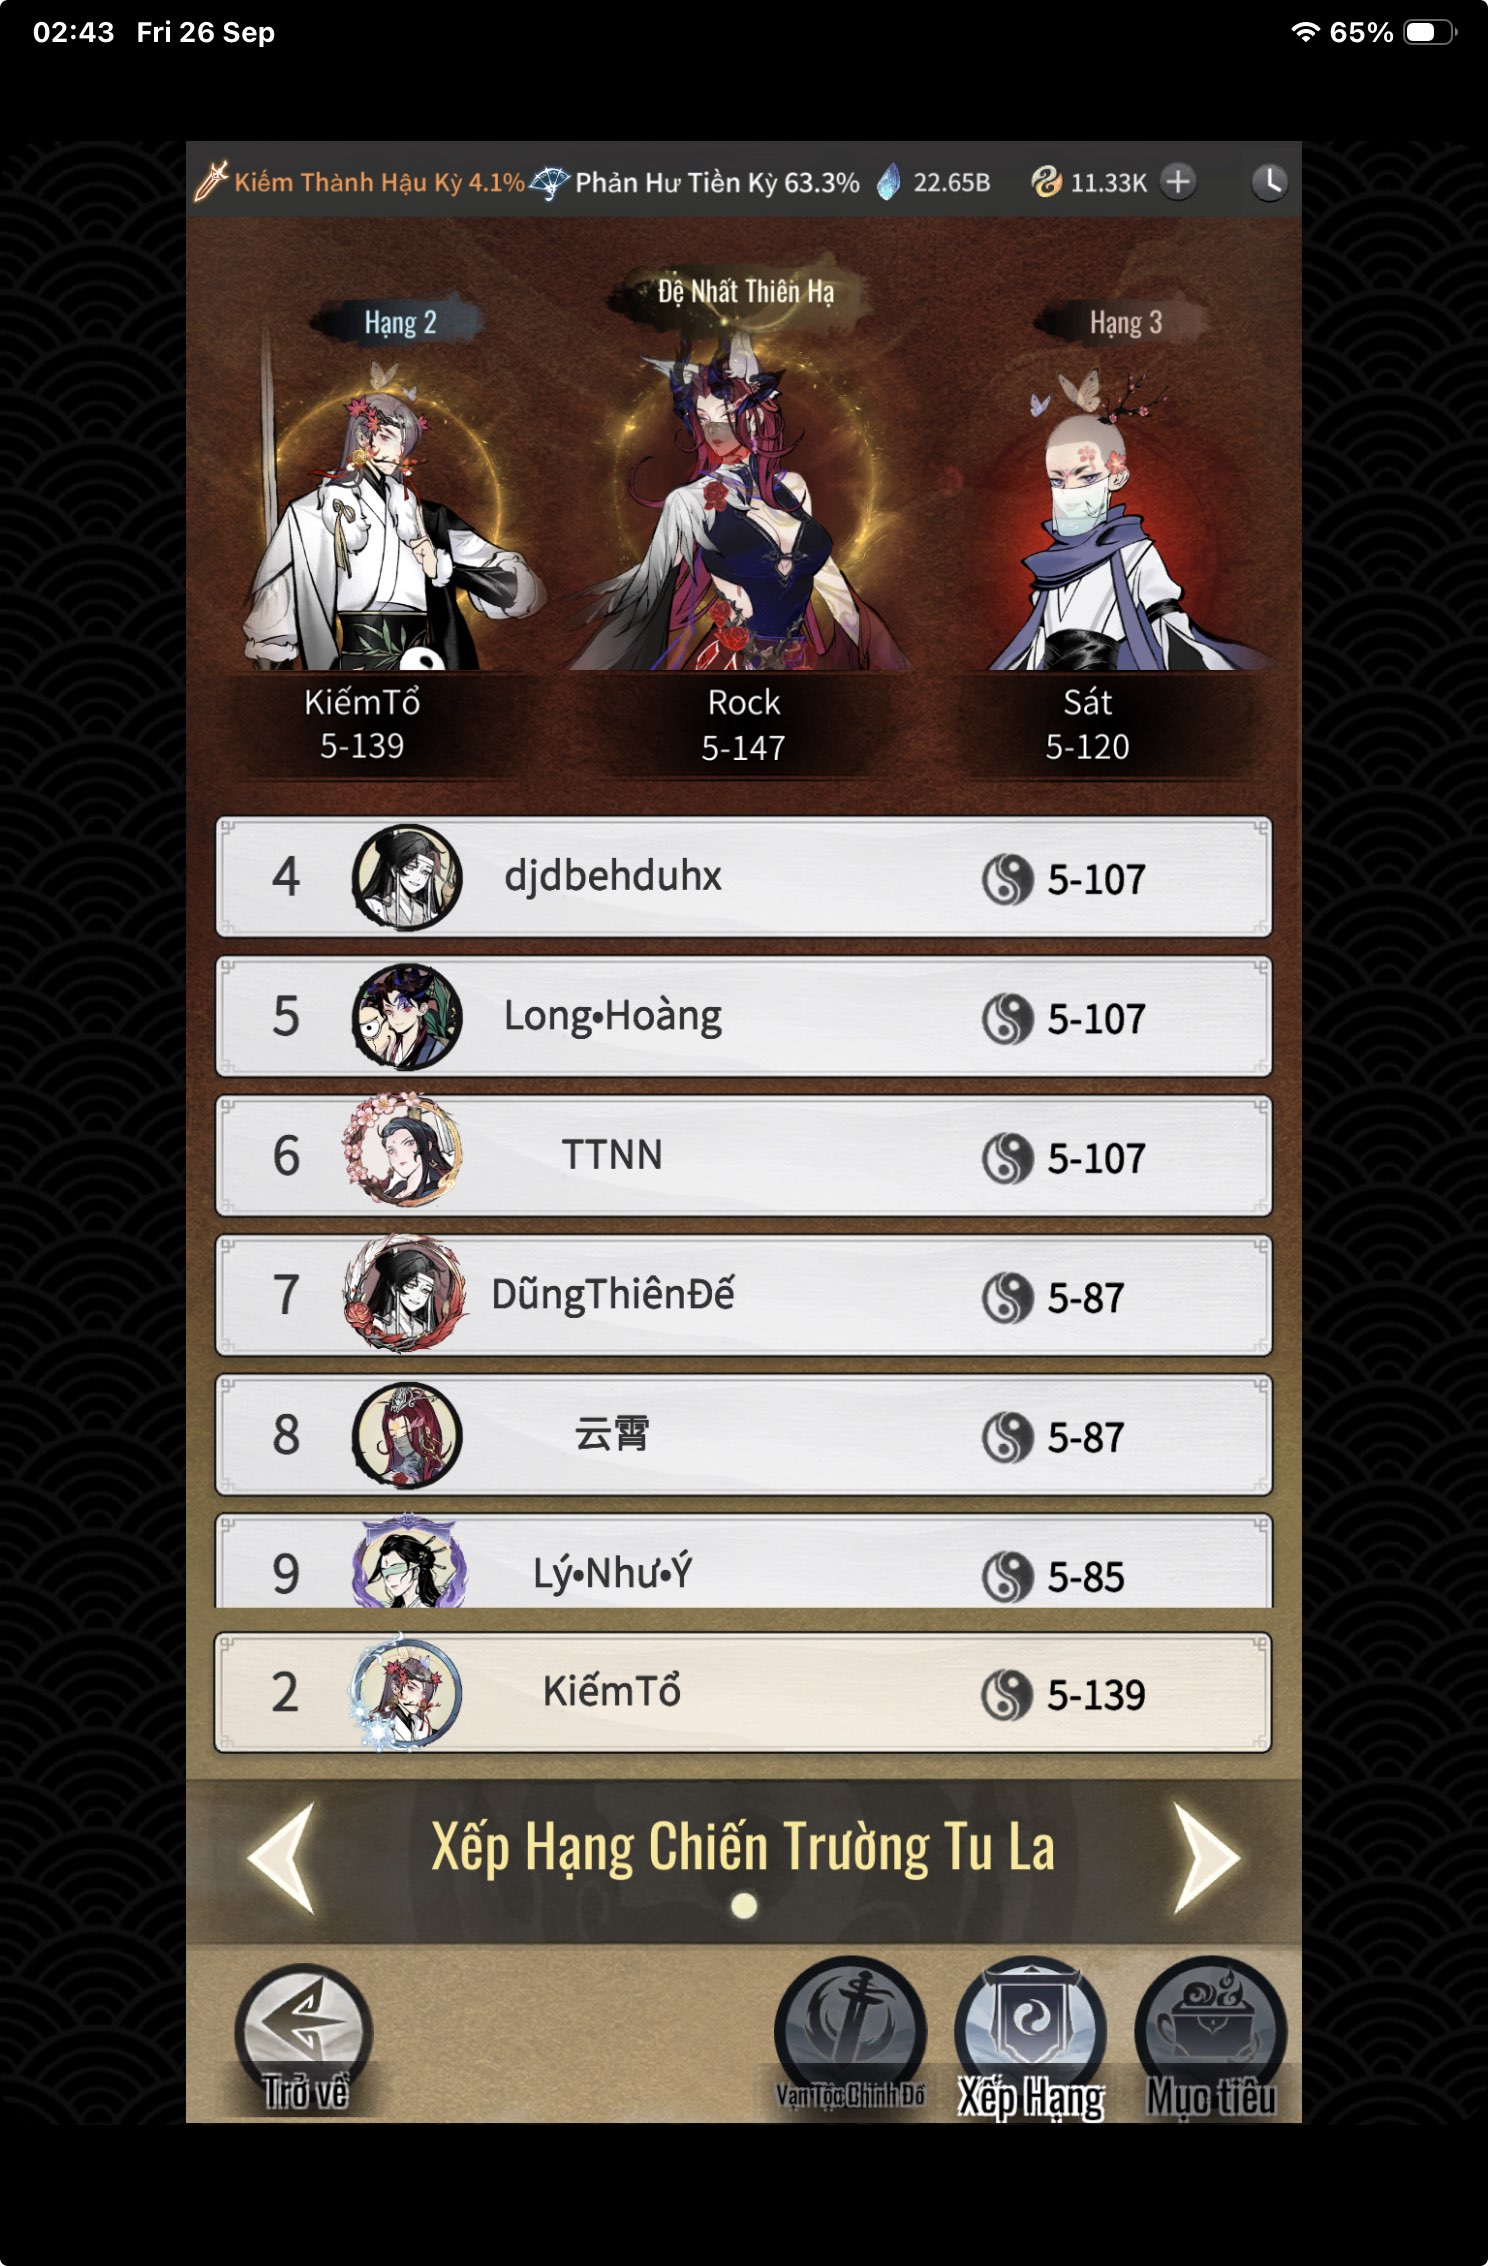 02:43 Fri 26 Sep 65%
Kiếm Thành Hậu Kỳ 4.1% Phản Hư Tiền Kỳ 63.3% 22.65B 11.33K
Đệ Nhất Thiên Hạ
Hạng 2 Hạng 3
KiếmTổ Rock Sát
5-139 5-147 5-120
4 djdbehduhx 5-107
5 Long•Hoàng 5-107
6 TTNN 5-107
7 DũngThiênĐế 5-87
8 云霄 5-87
9 Lý•Như•Ý 5-85
2 KiếmTổ 5-139
Xếp Hạng Chiến Trường Tu La
Trở về Vạn Tộc Chinh Đồ Xếp Hạng Mục tiêu